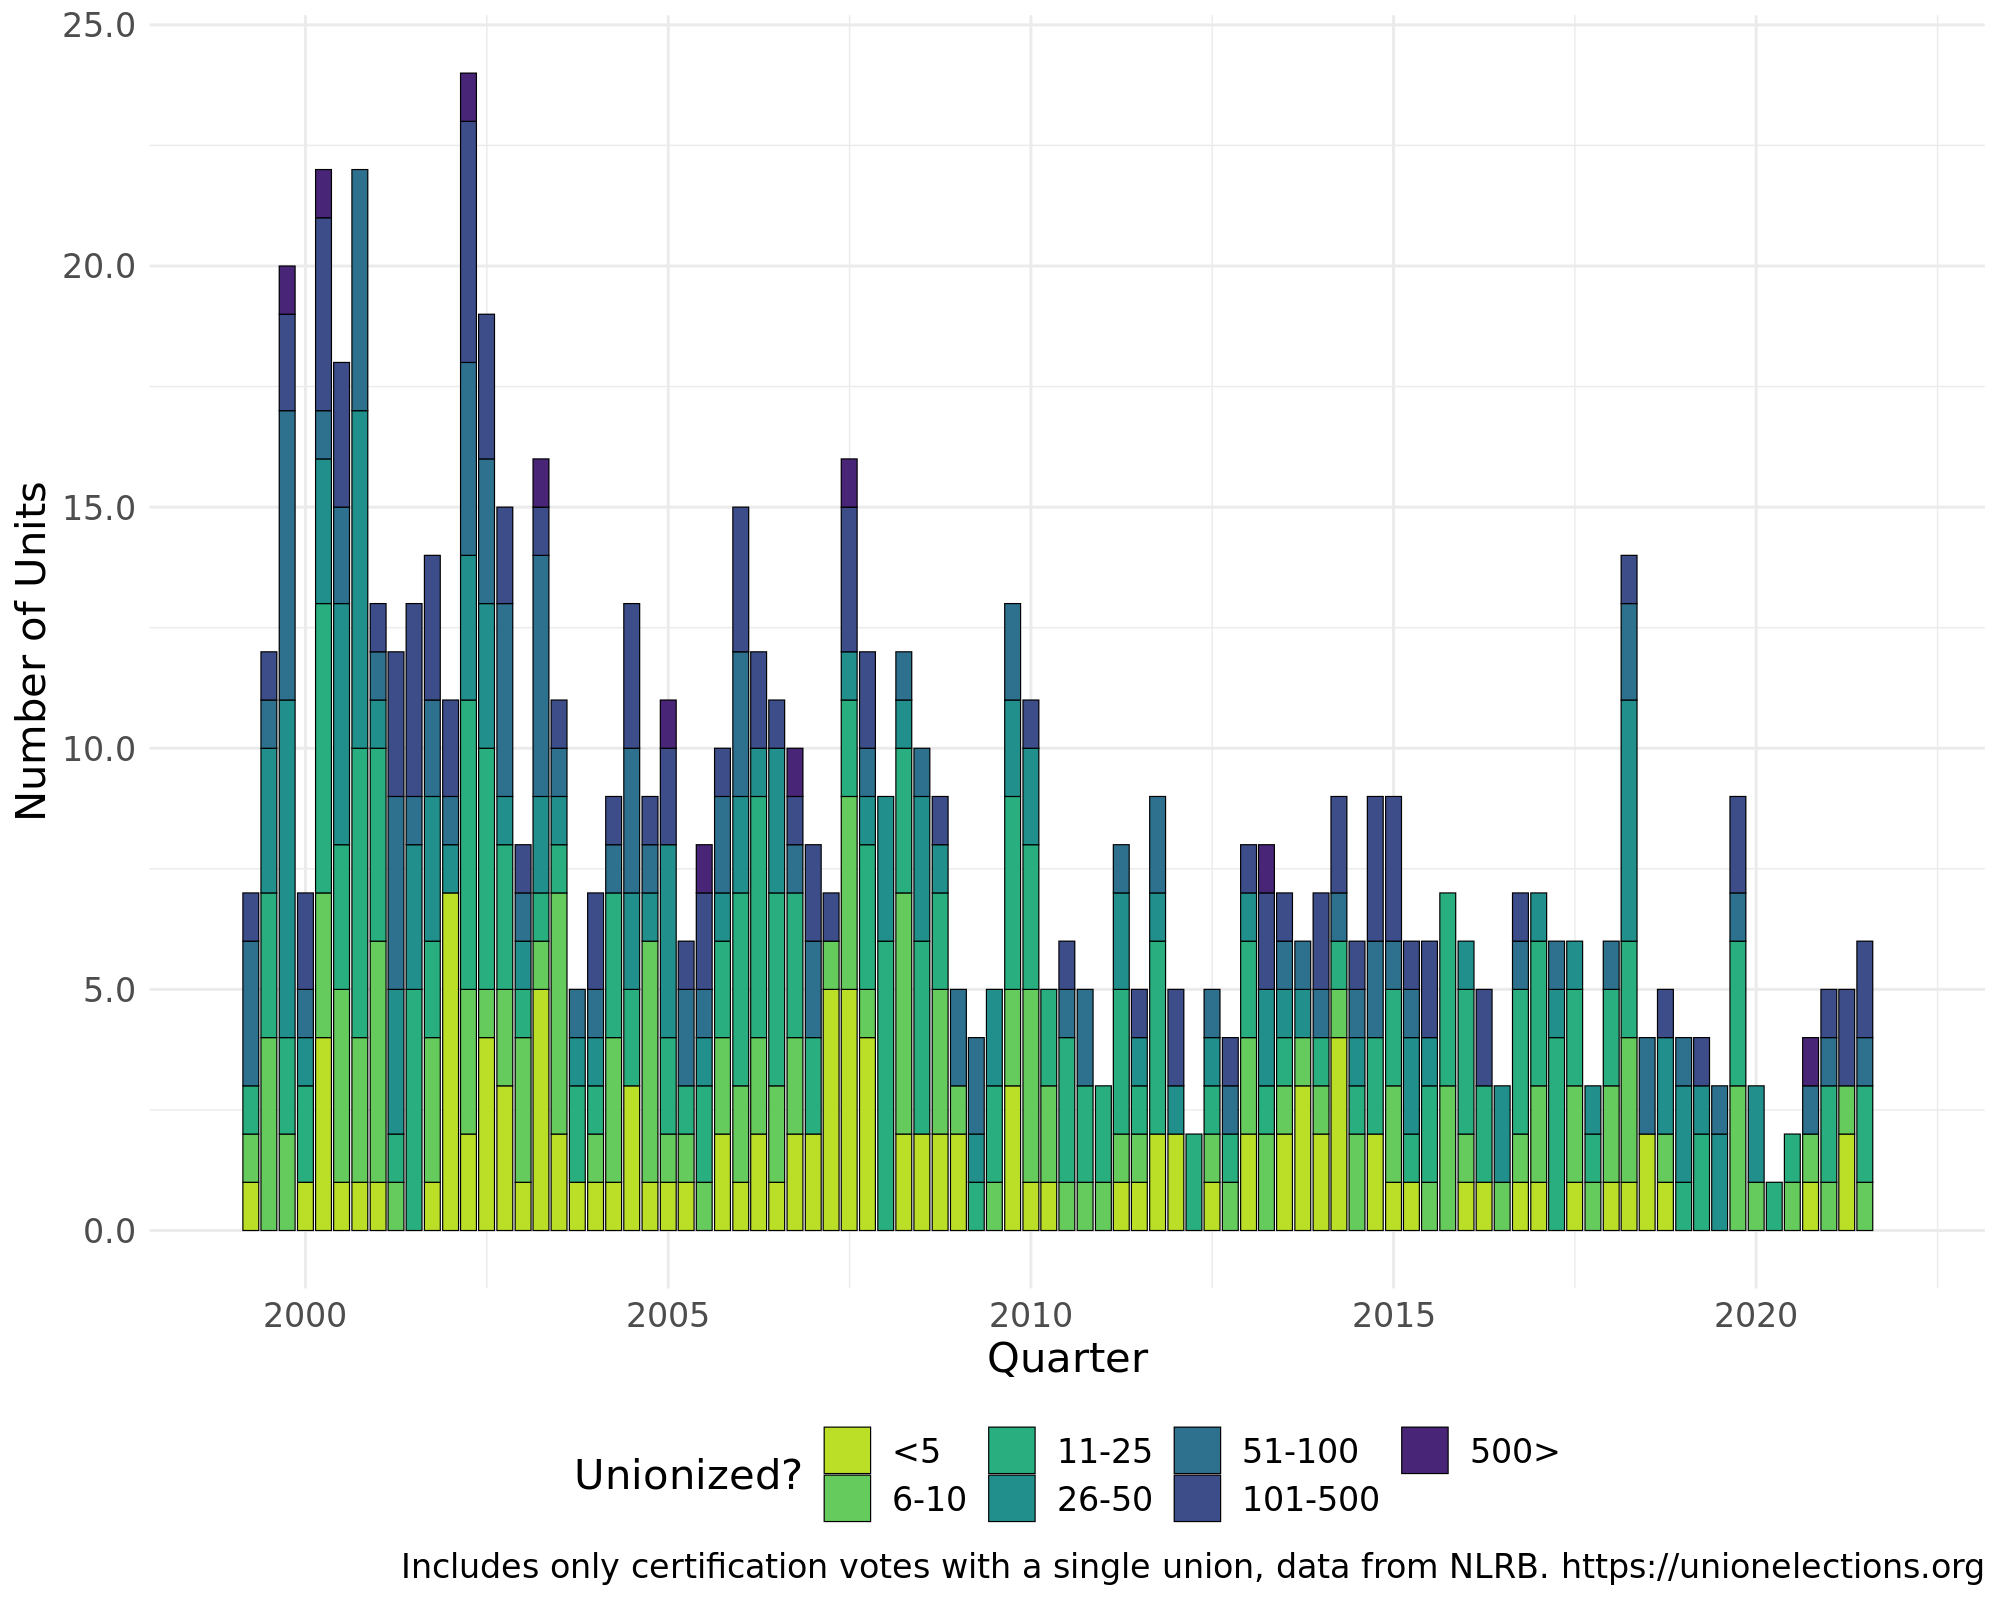 25.0
20.0
15.0
10.0
5.0
0.0
Number of Units
2000 2005 2010 2015 2020
Quarter
Unionized?
<5 11-25 51-100 500>
6-10 26-50 101-500
Includes only certification votes with a single union, data from NLRB. https://unionelections.org